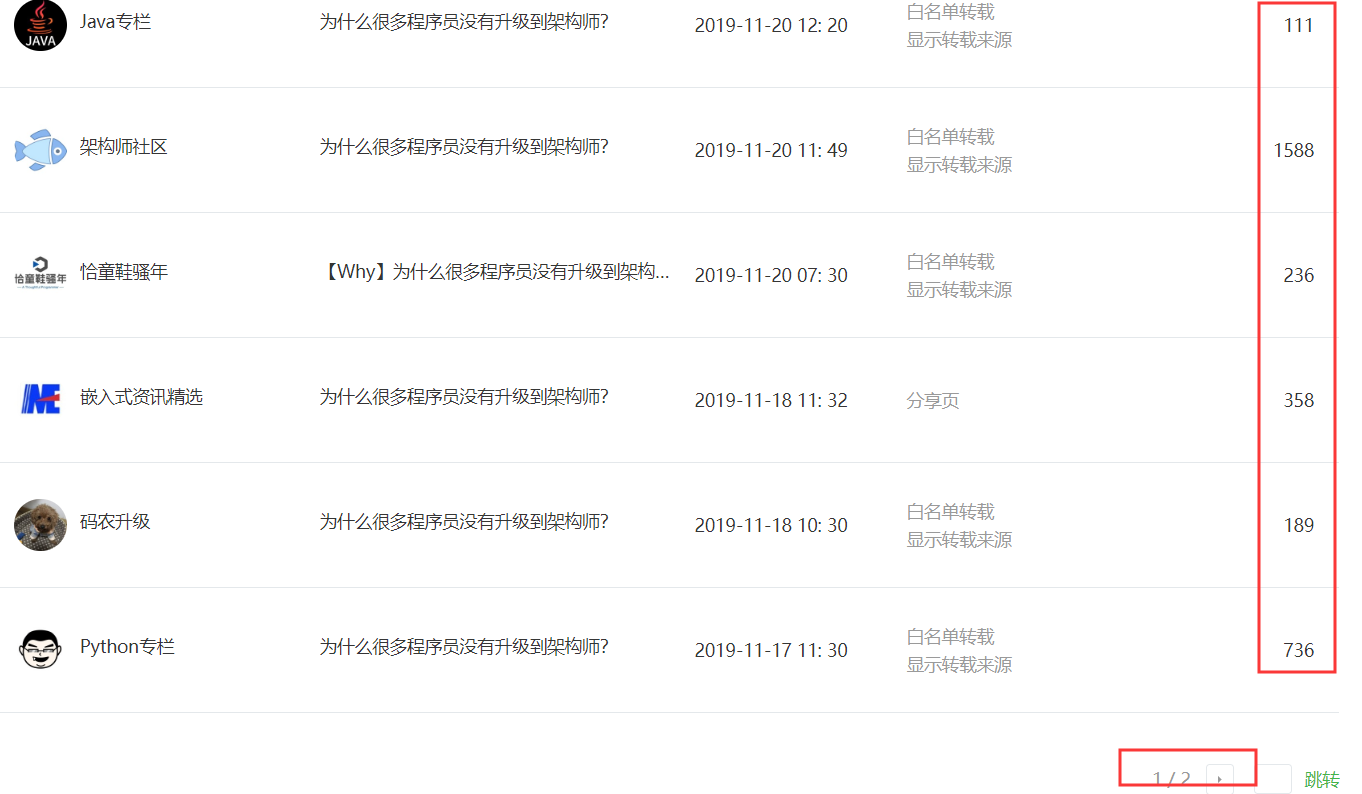 白名单转载
Java专栏 为什么很多程序员没有升级到架构师? 2019-11-20 12: 20 111
显示转载来源
JAVA
白名单转载
架构师社区 为什么很多程序员没有升级到架构师? 2019-11-20 11: 49 1588
显示转载来源
白名单转载
恰童鞋骚年 恰童鞋骚年 【Why】为什么很多程序员没有升级到架构... 2019-11-20 07: 30 236
显示转载来源
嵌入式资讯精选 为什么很多程序员没有升级到架构师? 2019-11-18 11: 32 分享页 358
白名单转载
码农升级 为什么很多程序员没有升级到架构师? 2019-11-18 10: 30 189
显示转载来源
白名单转载
Python专栏 为什么很多程序员没有升级到架构师? 2019-11-17 11: 30 736
显示转载来源
1 / 2 跳转